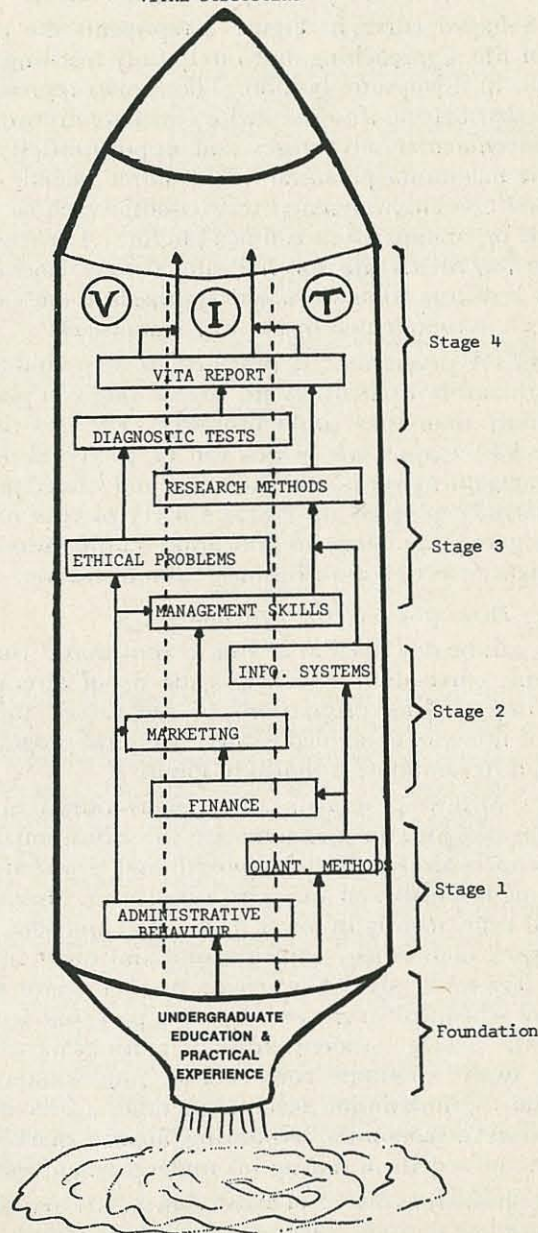 V I T
Stage 4
VITA REPORT
DIAGNOSTIC TESTS
RESEARCH METHODS
Stage 3
ETHICAL PROBLEMS
MANAGEMENT SKILLS
INFO. SYSTEMS
Stage 2
MARKETING
FINANCE
QUANT. METHODS
Stage 1
ADMINISTRATIVE
BEHAVIOUR
Foundation
UNDERGRADUATE
EDUCATION &
PRACTICAL
EXPERIENCE